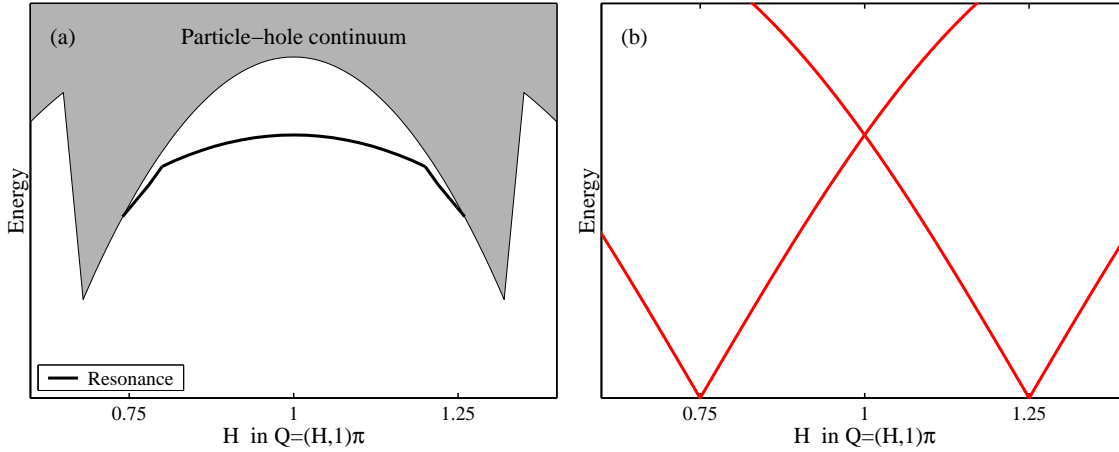 (a)
Particle−hole continuum
Energy
Resonance
0.75
1
1.25
H in Q=(H,1)π
(b)
Energy
0.75
1
1.25
H in Q=(H,1)π